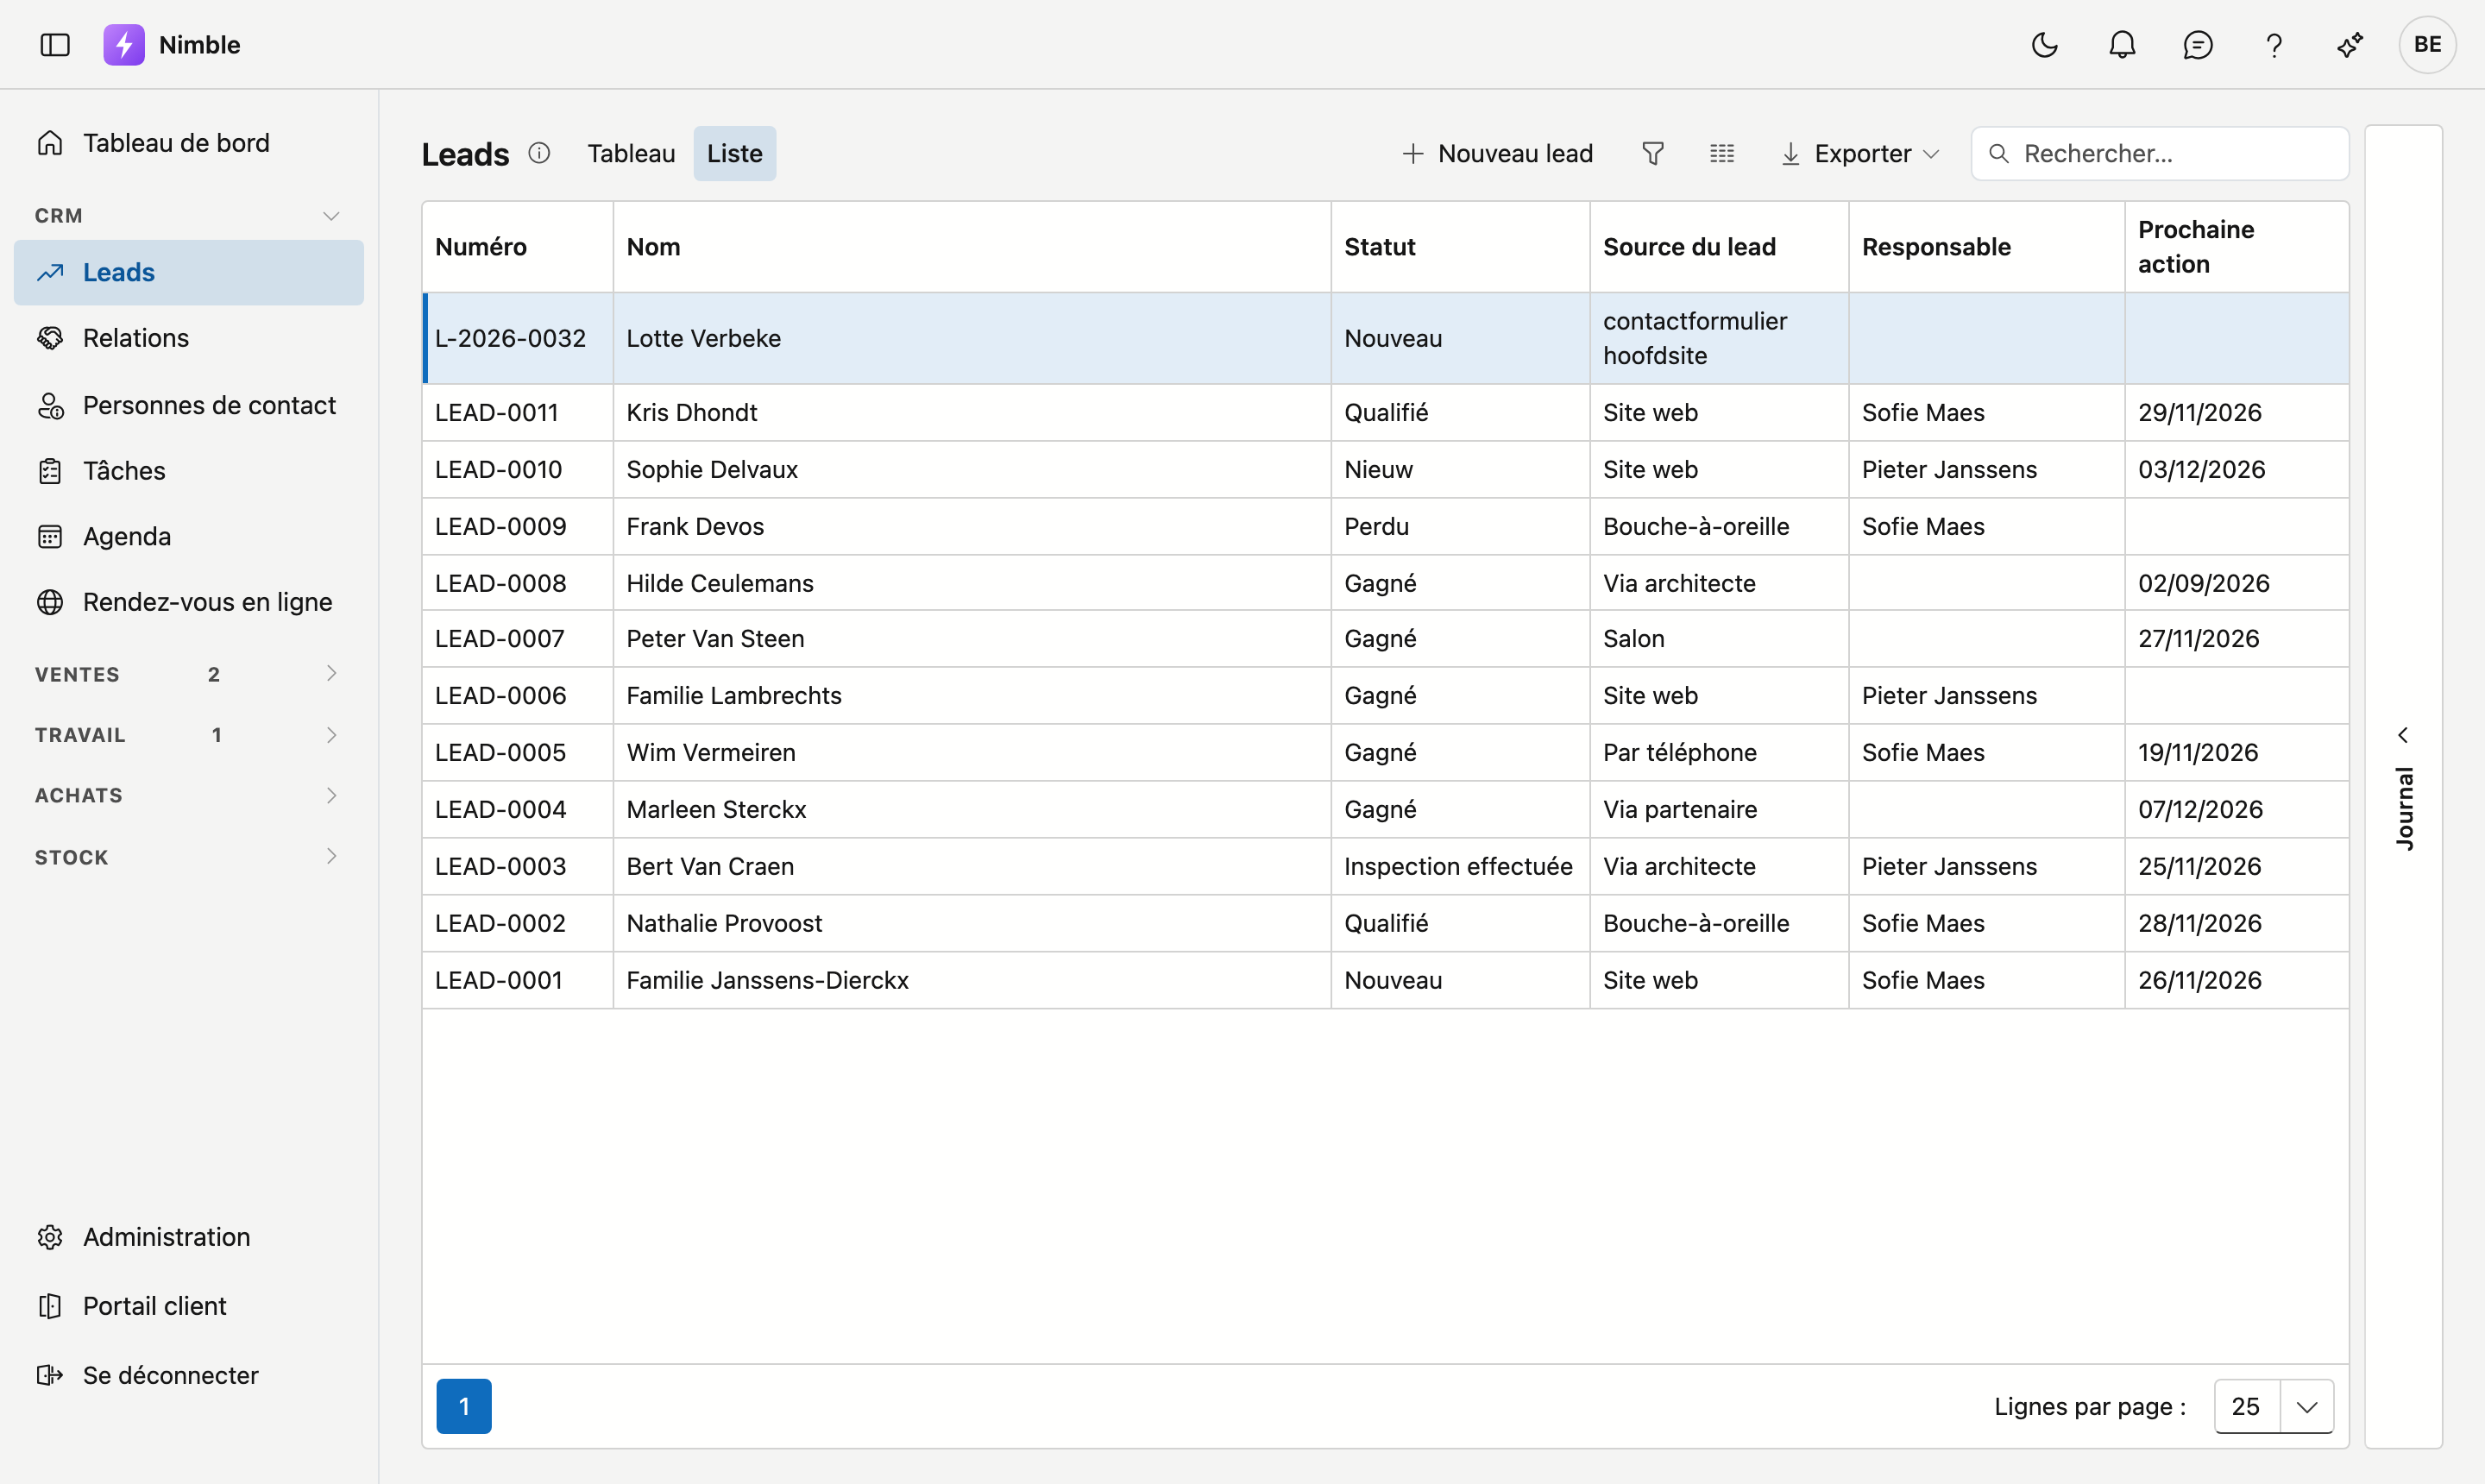 Nimble
BE
Tableau de bord
CRM
Leads
Relations
Personnes de contact
Tâches
Agenda
Rendez-vous en ligne
VENTES 2
TRAVAIL 1
ACHATS
STOCK
Administration
Portail client
Se déconnecter
Leads Tableau Liste Nouveau lead Exporter Rechercher...
Numéro Nom Statut Source du lead Responsable Prochaine action
L-2026-0032 Lotte Verbeke Nouveau contactformulier hoofdsite
LEAD-0011 Kris Dhondt Qualifié Site web Sofie Maes 29/11/2026
LEAD-0010 Sophie Delvaux Nieuw Site web Pieter Janssens 03/12/2026
LEAD-0009 Frank Devos Perdu Bouche-à-oreille Sofie Maes
LEAD-0008 Hilde Ceulemans Gagné Via architecte 02/09/2026
LEAD-0007 Peter Van Steen Gagné Salon 27/11/2026
LEAD-0006 Familie Lambrechts Gagné Site web Pieter Janssens
LEAD-0005 Wim Vermeiren Gagné Par téléphone Sofie Maes 19/11/2026
LEAD-0004 Marleen Sterckx Gagné Via partenaire 07/12/2026
LEAD-0003 Bert Van Craen Inspection effectuée Via architecte Pieter Janssens 25/11/2026
LEAD-0002 Nathalie Provoost Qualifié Bouche-à-oreille Sofie Maes 28/11/2026
LEAD-0001 Familie Janssens-Dierckx Nouveau Site web Sofie Maes 26/11/2026
1 Lignes par page : 25
Journal